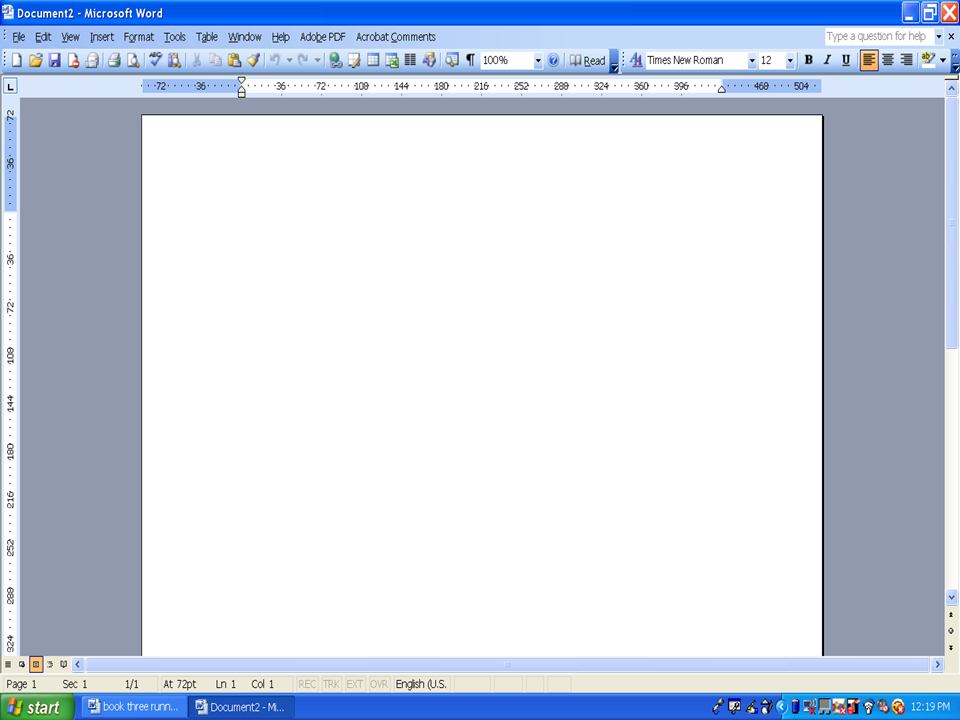 Document2 - Microsoft Word
File Edit View Insert Format Tools Table Window Help Adobe PDF Acrobat Comments Type a question for help
100% Read Times New Roman 12 B I U
72 36 36 72 108 144 180 216 252 288 324 360 396 468 504
72
36
36
72
108
144
180
216
252
288
324
Page 1 Sec 1 1/1 At 72pt Ln 1 Col 1 REC TRK EXT OVR English (U.S.
start book three runn... Document2 - Mi... 12:19 PM